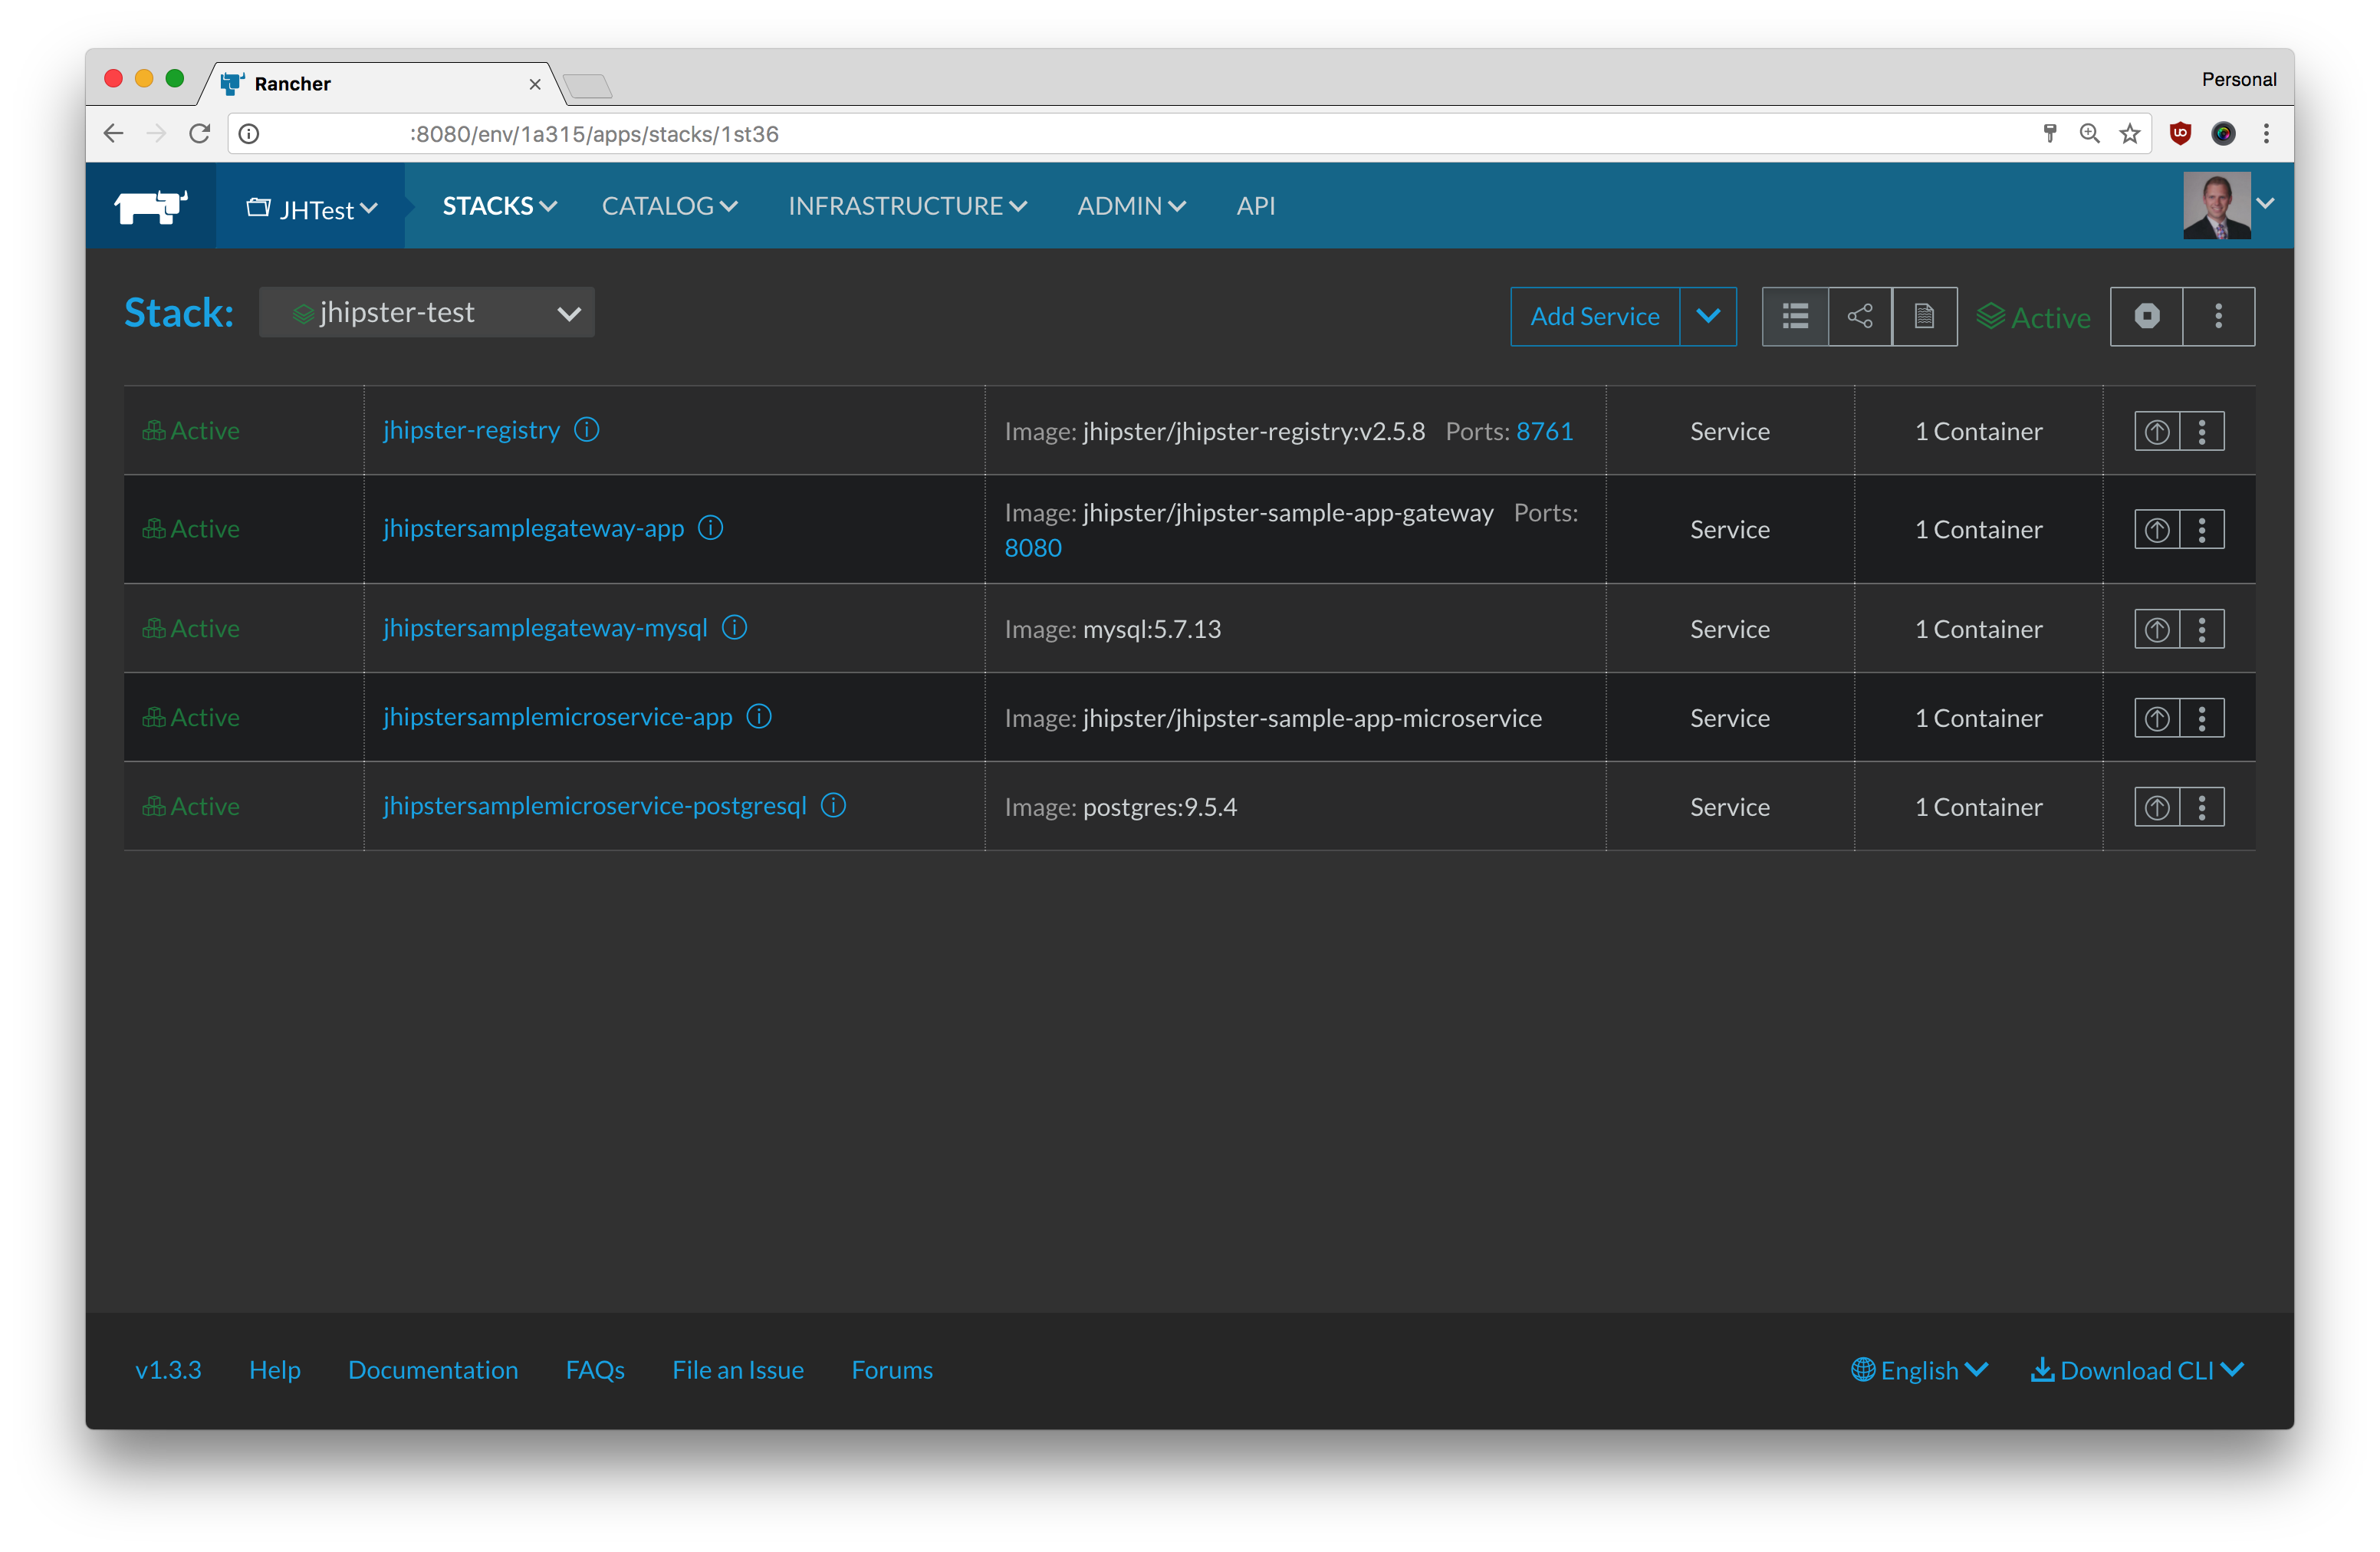 Rancher
Personal
:8080/env/1a315/apps/stacks/1st36
JHTest STACKS CATALOG INFRASTRUCTURE ADMIN API
Stack: jhipster-test Add Service Active
Active jhipster-registry Image: jhipster/jhipster-registry:v2.5.8 Ports: 8761 Service 1 Container
Active jhipstersamplegateway-app Image: jhipster/jhipster-sample-app-gateway Ports: Service 1 Container
8080
Active jhipstersamplegateway-mysql Image: mysql:5.7.13 Service 1 Container
Active jhipstersamplemicroservice-app Image: jhipster/jhipster-sample-app-microservice Service 1 Container
Active jhipstersamplemicroservice-postgresql Image: postgres:9.5.4 Service 1 Container
v1.3.3 Help Documentation FAQs File an Issue Forums English Download CLI